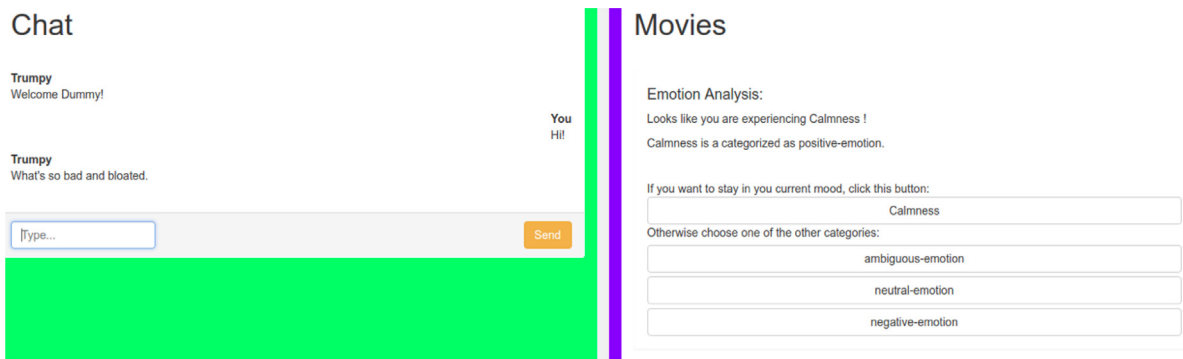 Chat
Trumpy
Welcome Dummy!
You
Hi!
Trumpy
What's so bad and bloated.
Type...
Send
Movies
Emotion Analysis:
Looks like you are experiencing Calmness !
Calmness is a categorized as positive-emotion.
If you want to stay in you current mood, click this button:
Calmness
Otherwise choose one of the other categories:
ambiguous-emotion
neutral-emotion
negative-emotion